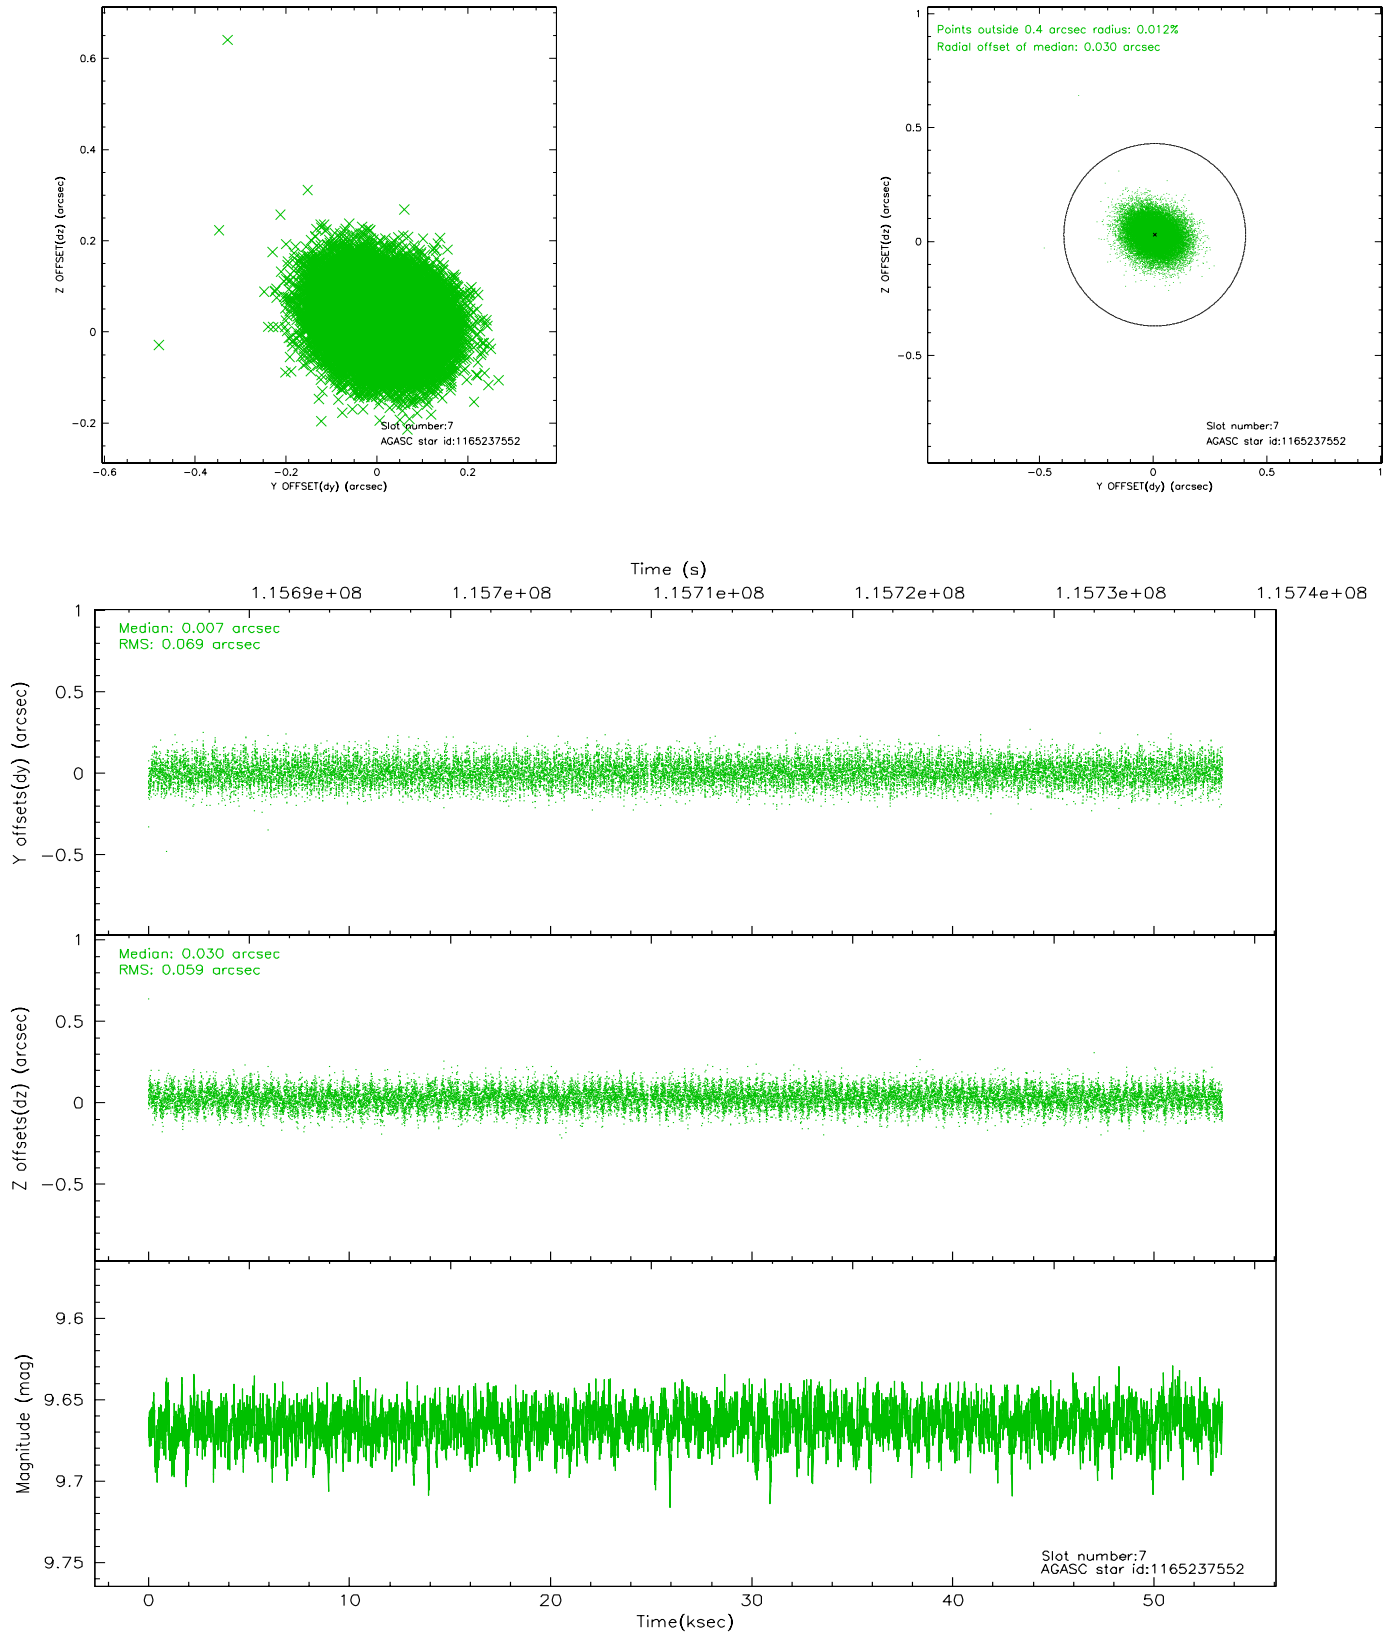 0.6
0.4
0.2
0
−0.2
Z OFFSET(dz) (arcsec)
−0.6
−0.4
−0.2
0
0.2
Y OFFSET(dy) (arcsec)
Slot number:7
AGASC star id:1165237552
Points outside 0.4 arcsec radius: 0.012%
Radial offset of median: 0.030 arcsec
1
0.5
0
−0.5
Z OFFSET(dz) (arcsec)
−0.5
0
0.5
1
Y OFFSET(dy) (arcsec)
Slot number:7
AGASC star id:1165237552
Time (s)
1.1569e+08
1.157e+08
1.1571e+08
1.1572e+08
1.1573e+08
1.1574e+08
Median: 0.007 arcsec
RMS: 0.069 arcsec
1
0.5
0
−0.5
Y offsets(dy) (arcsec)
Median: 0.030 arcsec
RMS: 0.059 arcsec
1
0.5
0
−0.5
Z offsets(dz) (arcsec)
9.6
9.65
9.7
9.75
Magnitude (mag)
Slot number:7
AGASC star id:1165237552
0
10
20
30
40
50
Time(ksec)